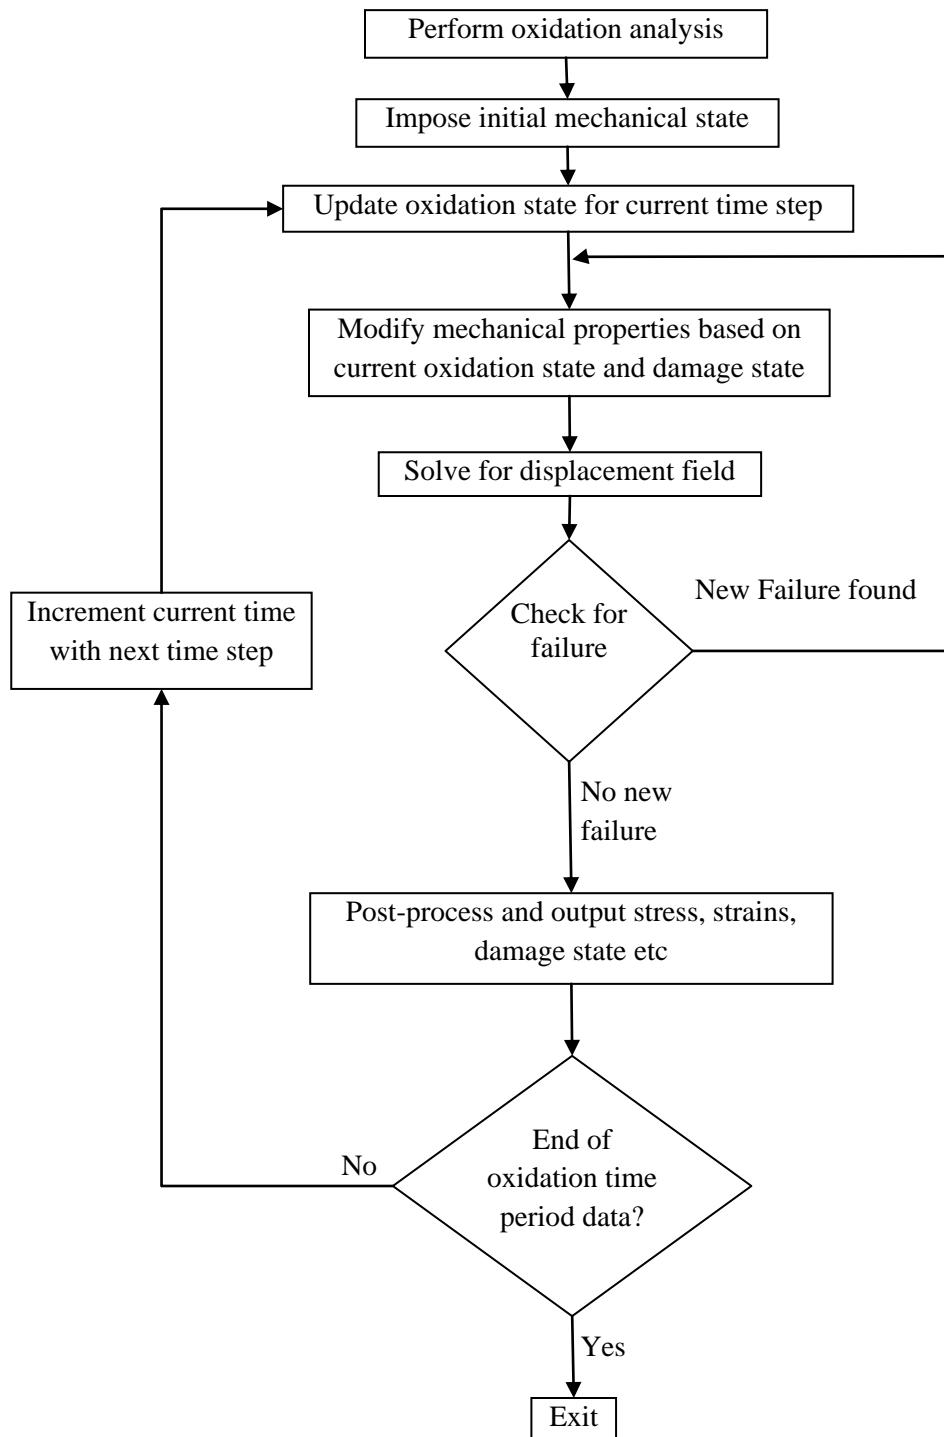 Perform oxidation analysis
Impose initial mechanical state
Update oxidation state for current time step
Modify mechanical properties based on
current oxidation state and damage state
Solve for displacement field
Check for
failure
New Failure found
Increment current time
with next time step
No new
failure
Post-process and output stress, strains,
damage state etc
End of
oxidation time
period data?
No
Yes
Exit